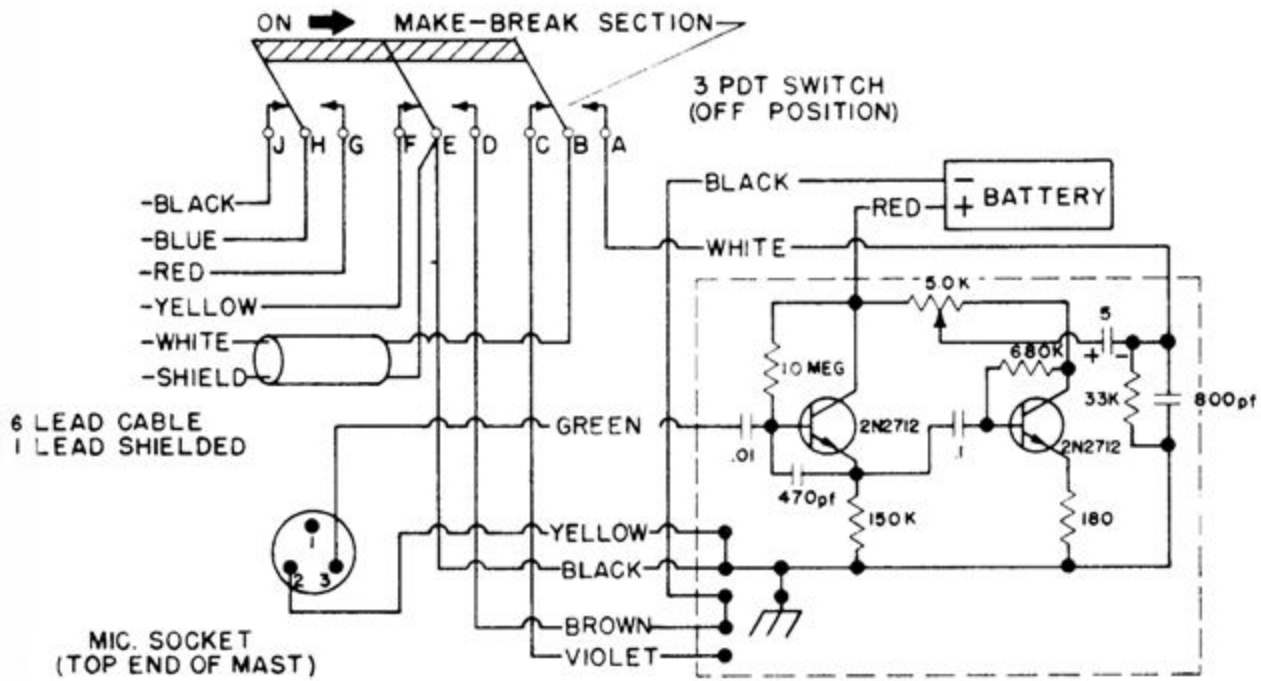 ON MAKE-BREAK SECTION
3 PDT SWITCH
(OFF POSITION)
J H G F E D C B A
-BLACK
-BLUE
-RED
-YELLOW
-WHITE
-SHIELD
6 LEAD CABLE
1 LEAD SHIELDED
BLACK
- BATTERY
RED +
WHITE
5.0K
5
+ -
680K
10 MEG
33K
800pf
GREEN
.01
2N2712
.1
2N2712
470pf
150K
180
1
2 3
YELLOW
BLACK
BROWN
VIOLET
MIC. SOCKET
(TOP END OF MAST)